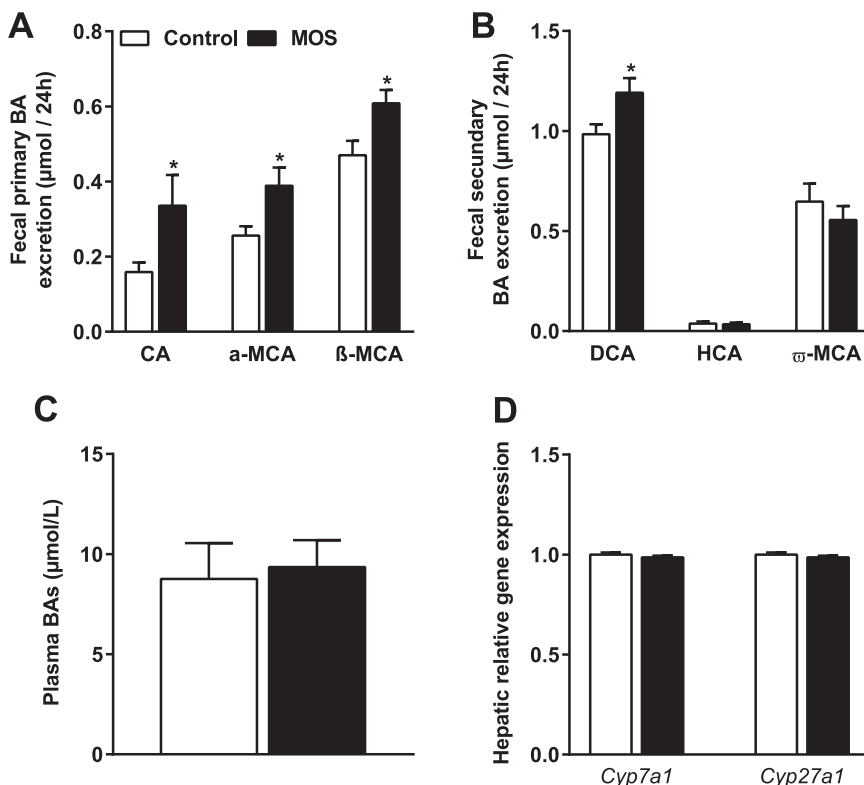 A
Control MOS
Fecal primary BA
excretion (µmol / 24h)
0.8
0.6
0.4
0.2
0.0
*
*
*
CA a-MCA ß-MCA
B
Fecal secundary
BA excretion (µmol / 24h)
1.5
1.0
0.5
0.0
*
DCA HCA ϖ-MCA
C
Plasma BAs (µmol/L)
15
10
5
0
D
Hepatic relative gene expression
1.5
1.0
0.5
0.0
Cyp7a1 Cyp27a1